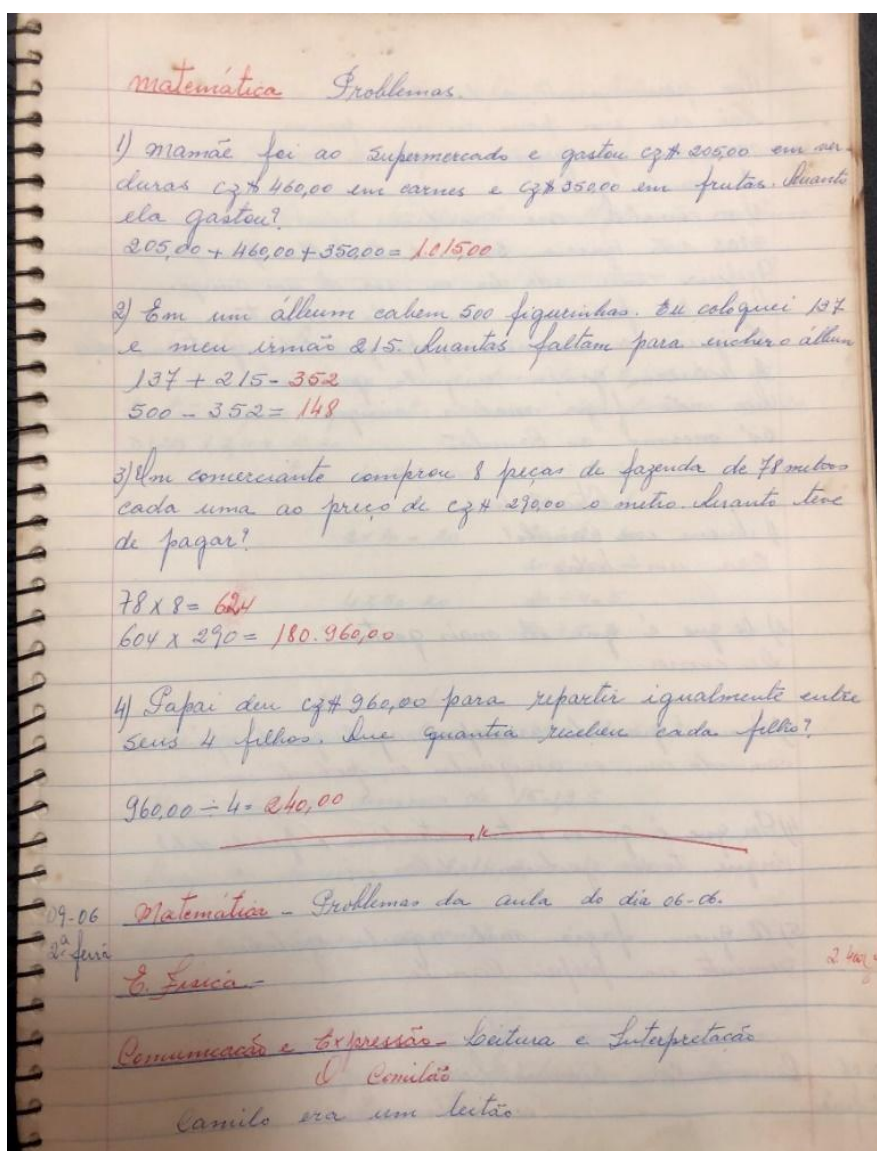 matemática Problemas.
1) mamãe foi ao Supermercado e gastou cz$ 205,00 em ver
duras cz$ 460,00 em carnes e cz$ 350,00 em frutas. Quanto
ela gastou?
205,00 + 460,00 + 350,00 = 1.015,00
2) Em um álbum cabem 500 figurinhas. Eu coloquei 137
e meu irmão 215. Quantas faltam para encher o álbum
137 + 215 - 352
500 - 352 = 148
3) Um comerciante comprou 8 peças de fazenda de 78 metros
cada uma ao preço de cz$ 290,00 o metro. Quanto teve
de pagar?
78 x 8 = 624
604 x 290 = 180.960,00
4) Papai deu cz$ 960,00 para repartir igualmente entre
seus 4 filhos. Que quantia recebeu cada filho?
960,00 ÷ 4 = 240,00
09-06 Matemática - Problemas da aula do dia 06-06.
2ª feira
E. Física -
Comunicação e Expressão - Leitura e Interpretação
O Comilão
Camilo era um leitão